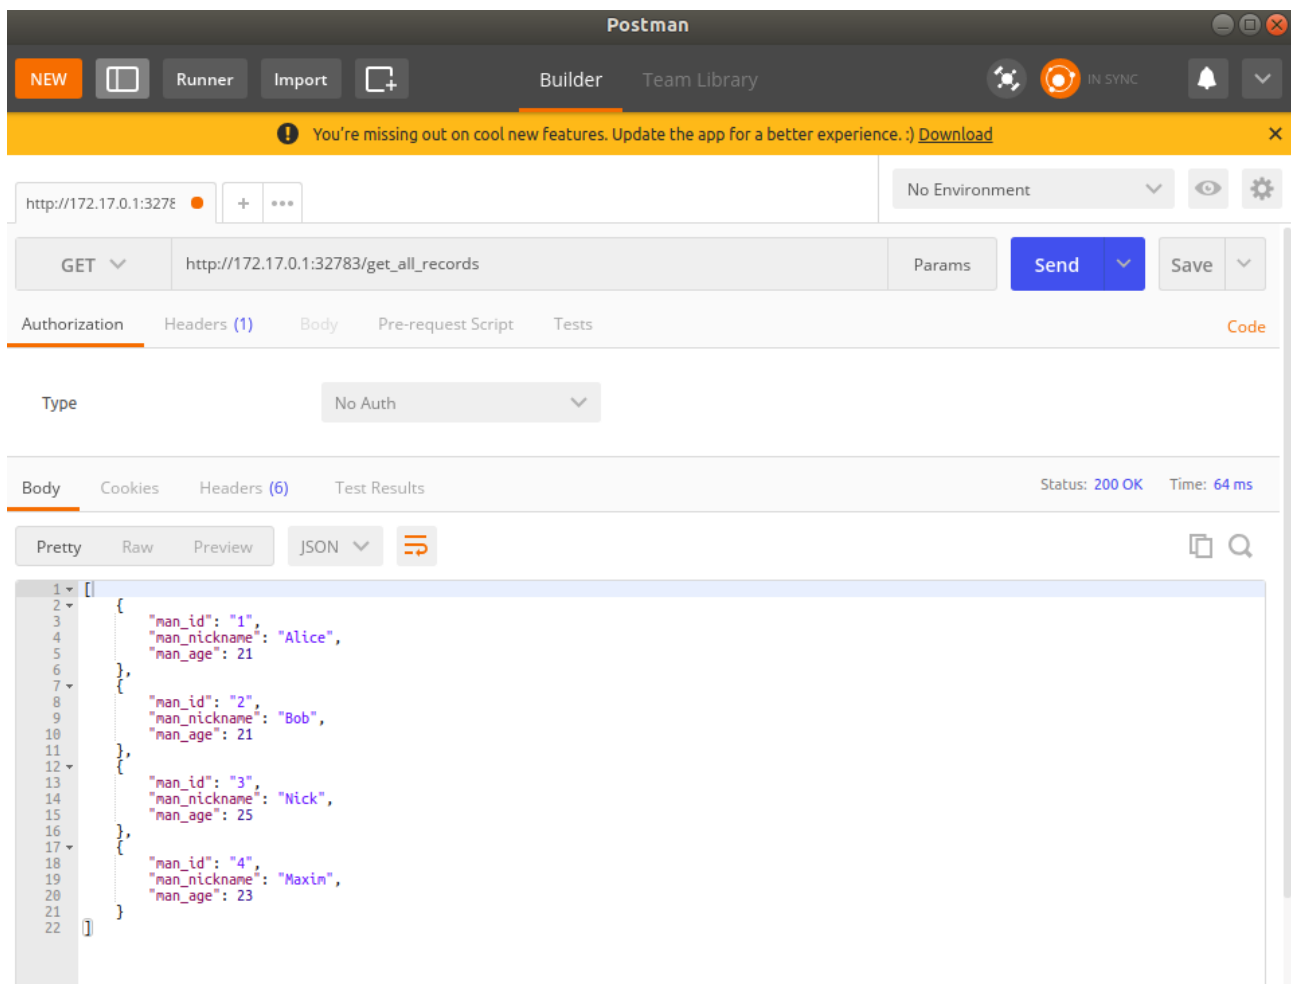 Postman
NEW Runner Import Builder Team Library IN SYNC
You're missing out on cool new features. Update the app for a better experience. :) Download
http://172.17.0.1:3278 No Environment
GET http://172.17.0.1:32783/get_all_records Params Send Save
Authorization Headers (1) Body Pre-request Script Tests Code
Type No Auth
Body Cookies Headers (6) Test Results Status: 200 OK Time: 64 ms
Pretty Raw Preview JSON
1 [
2 {
3 "man_id": "1",
4 "man_nickname": "Alice",
5 "man_age": 21
6 },
7 {
8 "man_id": "2",
9 "man_nickname": "Bob",
10 "man_age": 21
11 },
12 {
13 "man_id": "3",
14 "man_nickname": "Nick",
15 "man_age": 25
16 },
17 {
18 "man_id": "4",
19 "man_nickname": "Maxim",
20 "man_age": 23
21 }
22 ]